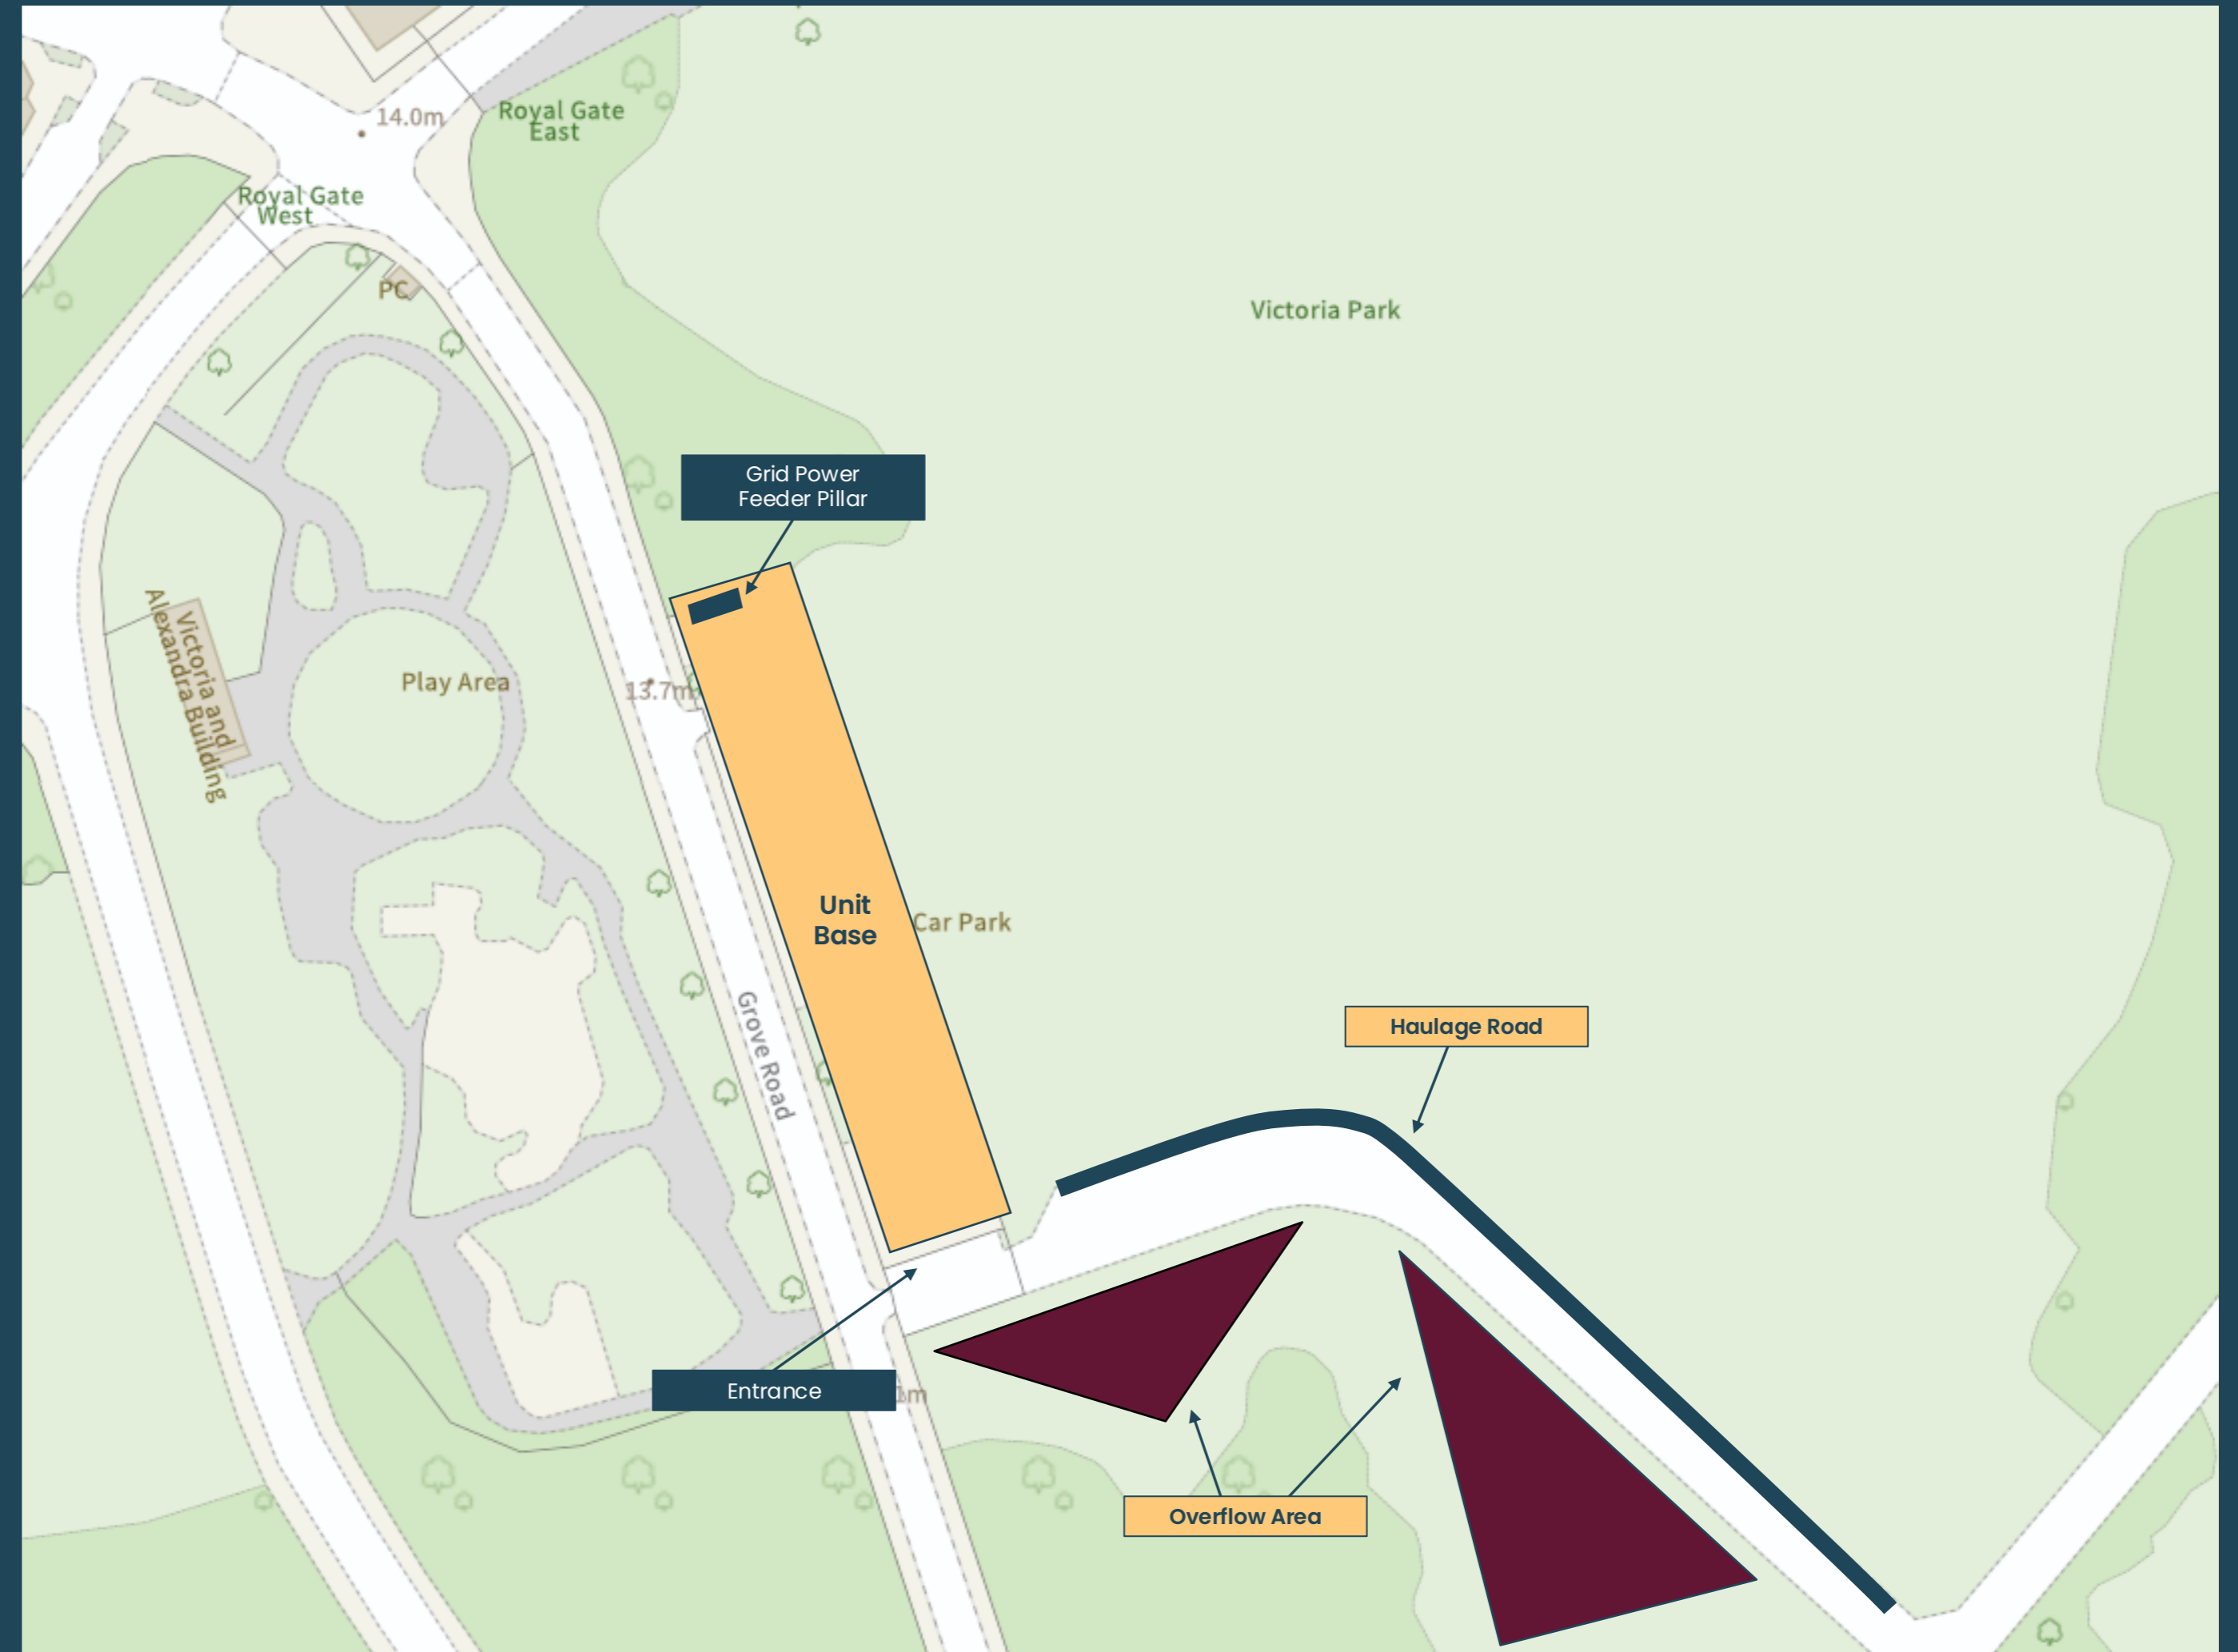 14.0m
Royal Gate
East
Royal Gate
West
PC
Victoria Park
Grid Power
Feeder Pillar
Victoria and
Alexandra Building
Play Area
13.7m
Unit
Base
Car Park
Grove Road
Haulage Road
Entrance
Overflow Area